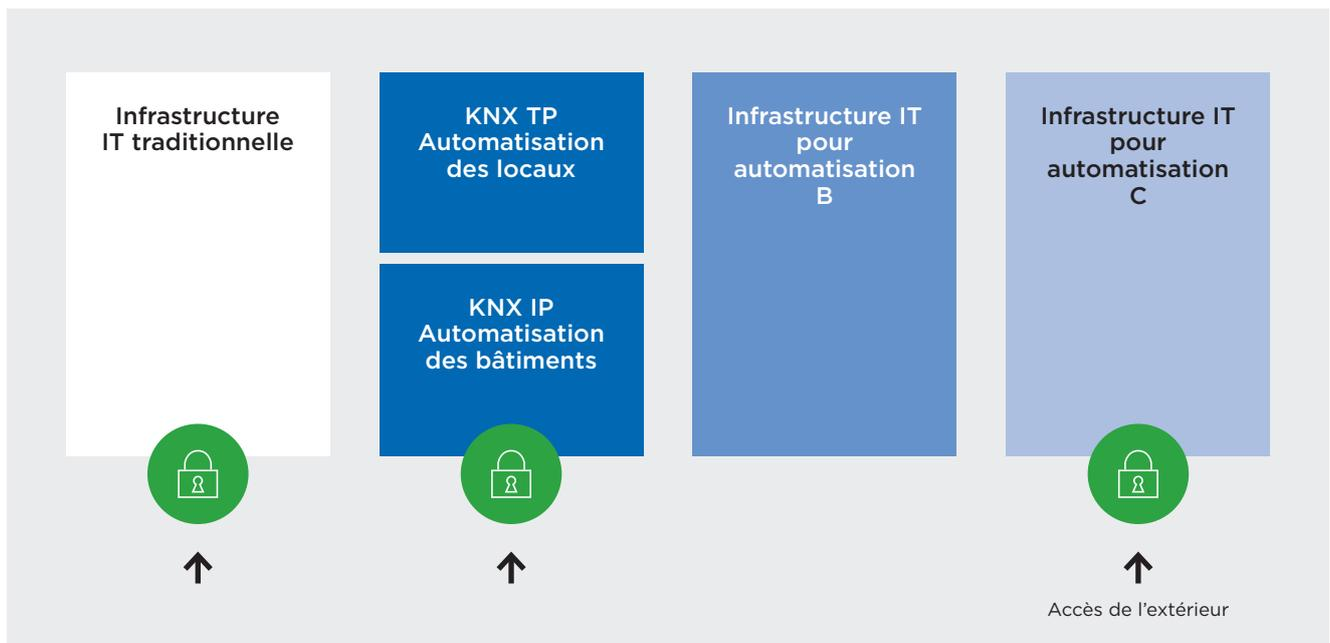 Infrastructure
IT traditionnelle
KNX TP
Automatisation
des locaux
KNX IP
Automatisation
des bâtiments
Infrastructure IT
pour
automatisation
B
Infrastructure IT
pour
automatisation
C
Accès de l’extérieur